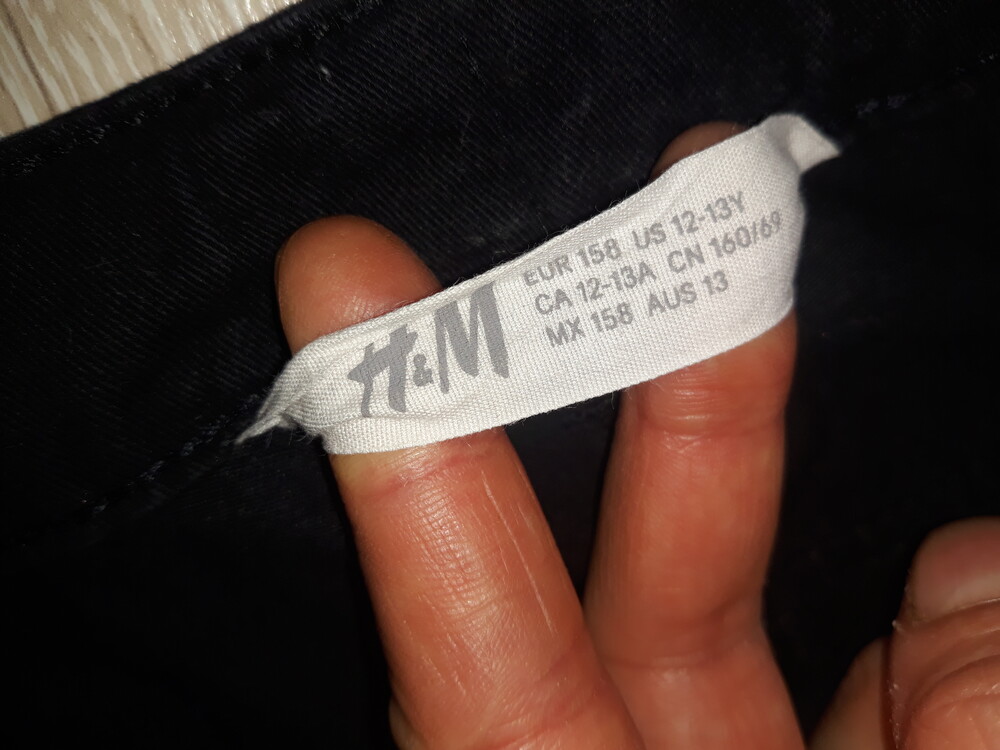 H&M
EUR 158 US 12-13Y
CA 12-13A CN 160/69
MX 158 AUS 13